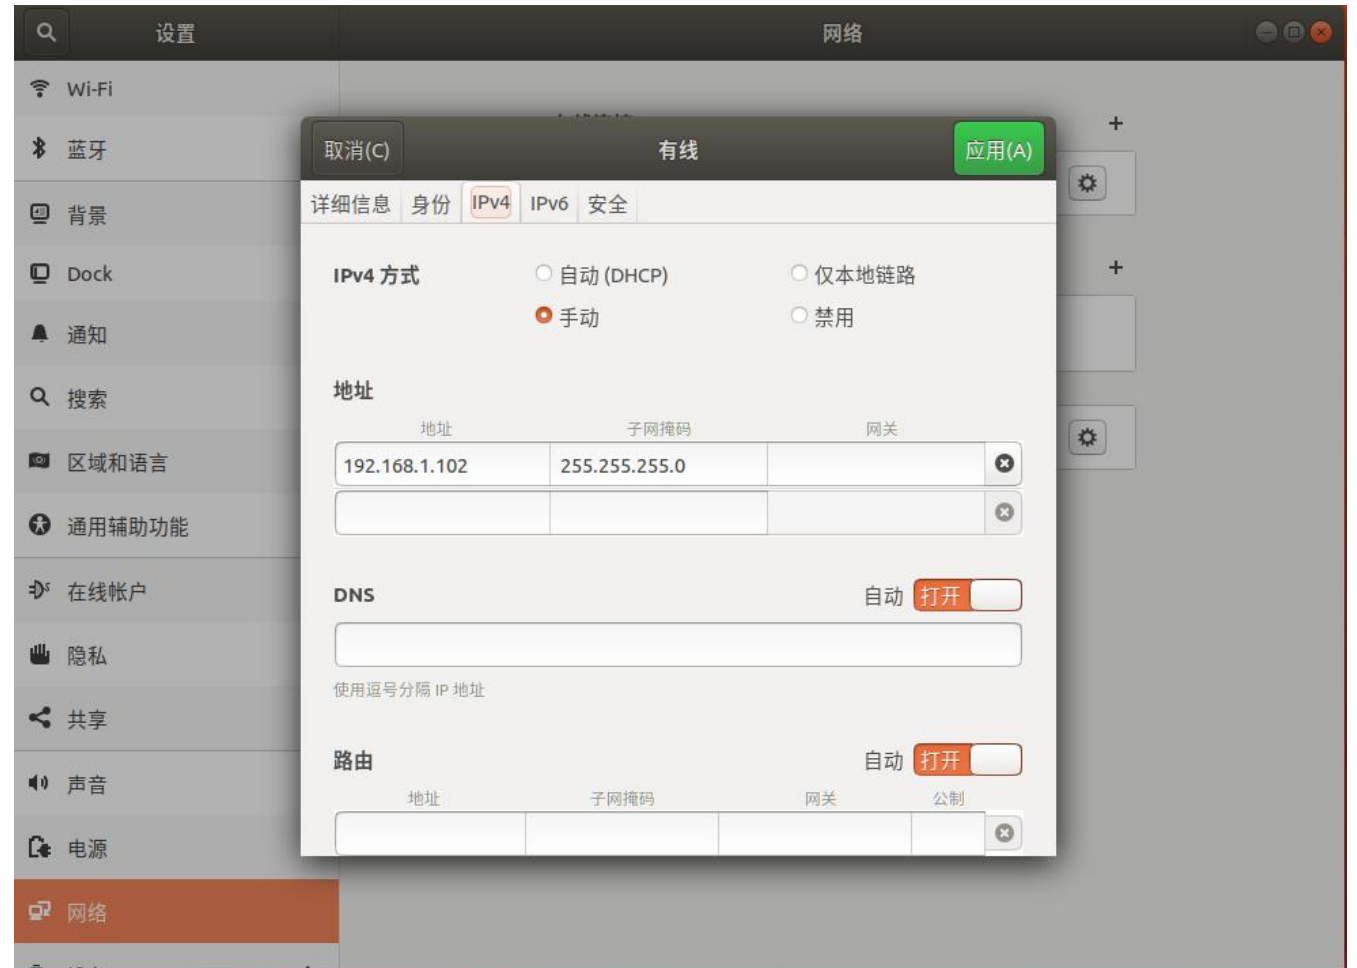 设置
网络
Wi-Fi
蓝牙
背景
Dock
通知
搜索
区域和语言
通用辅助功能
在线帐户
隐私
共享
声音
电源
网络
取消(C)
有线
应用(A)
详细信息 身份 IPv4 IPv6 安全
IPv4 方式
自动 (DHCP)
仅本地链路
手动
禁用
地址
地址 子网掩码 网关
192.168.1.102 255.255.255.0
DNS
自动 打开
使用逗号分隔 IP 地址
路由
自动 打开
地址 子网掩码 网关 公制